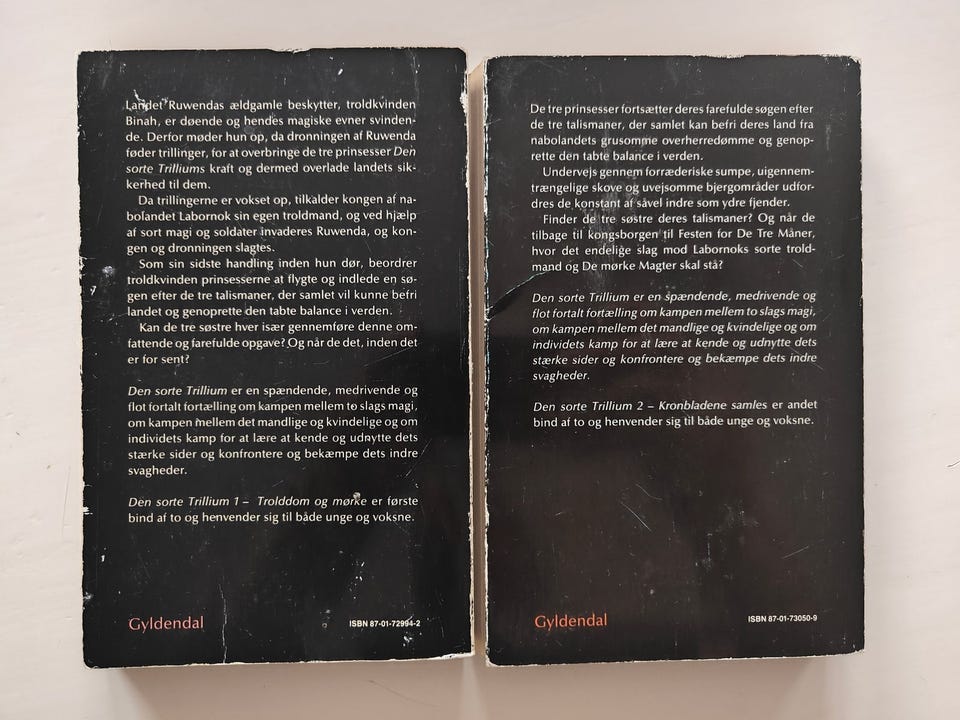 Landet Ruwendas ældgamle beskytter, troldkvinden
Binah, er døende og hendes magiske evner svinden-
de. Derfor møder hun op, da dronningen af Ruwenda
føder trillinger, for at overbringe de tre prinsesser Den
sorte Trilliums kraft og dermed overlade landets sik-
kerhed til dem.
Da trillingerne er vokset op, tilkalder kongen af na-
bolandet Labornok sin egen troldmand, og ved hjælp
af sort magi og soldater invaderes Ruwenda, og kon-
gen og dronningen slagtes.
Som sin sidste handling inden hun dør, beordrer
troldkvinden prinsesserne at flygte og indlede en sø-
gen efter de tre talismaner, der samlet vil kunne befri
landet og genoprette den tabte balance i verden.
Kan de tre søstre hver især gennemføre denne om-
fattende og farefulde opgave? Og når de det, inden det
er for sent?
Den sorte Trillium er en spændende, medrivende og
flot fortalt fortælling om kampen mellem to slags magi,
om kampen mellem det mandlige og kvindelige og om
individets kamp for at lære at kende og udnytte dets
stærke sider og konfrontere og bekæmpe dets indre
svagheder.
Den sorte Trillium 1 – Trolddom og mørke er første
bind af to og henvender sig til både unge og voksne.
Gyldendal
ISBN 87-01-72994-2
De tre prinsesser fortsætter deres farefulde søgen efter
de tre talismaner, der samlet kan befri deres land fra
nabolandets grusomme overherredømme og genop-
rette den tabte balance i verden.
Undervejs gennem forræderiske sumpe, uigennem-
trængelige skove og uvejsomme bjergområder udfor-
dres de konstant af såvel indre som ydre fjender.
Finder de tre søstre deres talismaner? Og når de
tilbage til kongsborgen til Festen for De Tre Måner,
hvor det endelige slag mod Labornoks sorte trold-
mand og De mørke Magter skal stå?
Den sorte Trillium er en spændende, medrivende og
flot fortalt fortælling om kampen mellem to slags magi,
om kampen mellem det mandlige og kvindelige og om
individets kamp for at lære at kende og udnytte dets
stærke sider og konfrontere og bekæmpe dets indre
svagheder.
Den sorte Trillium 2 – Kronbladene samles er andet
bind af to og henvender sig til både unge og voksne.
Gyldendal
ISBN 87-01-73050-9